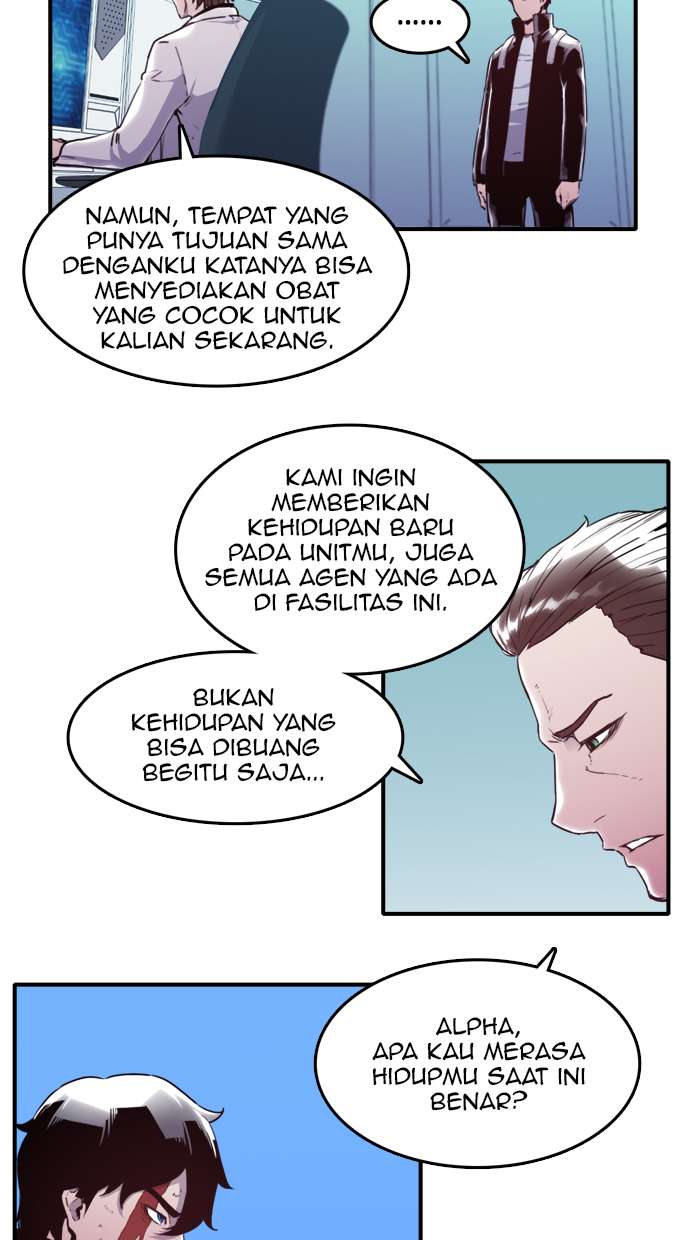 ......
NAMUN, TEMPAT YANG
PUNYA TUJUAN SAMA
DENGANKU KATANYA BISA
MENYEDIAKAN OBAT
YANG COCOK UNTUK
KALIAN SEKARANG.
KAMI INGIN
MEMBERIKAN
KEHIDUPAN BARU
PADA UNITMU, JUGA
SEMUA AGEN YANG ADA
DI FASILITAS INI.
BUKAN
KEHIDUPAN YANG
BISA DIBUANG
BEGITU SAJA...
ALPHA,
APA KAU MERASA
HIDUPMU SAAT INI
BENAR?